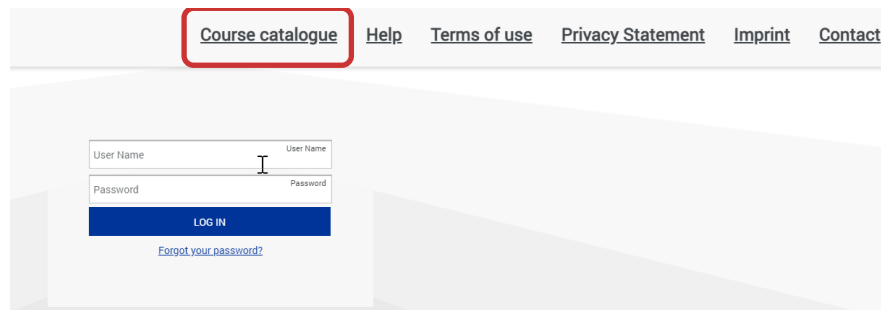 Course catalogue Help Terms of use Privacy Statement Imprint Contact
User Name User Name
Password Password
LOG IN
Forgot your password?